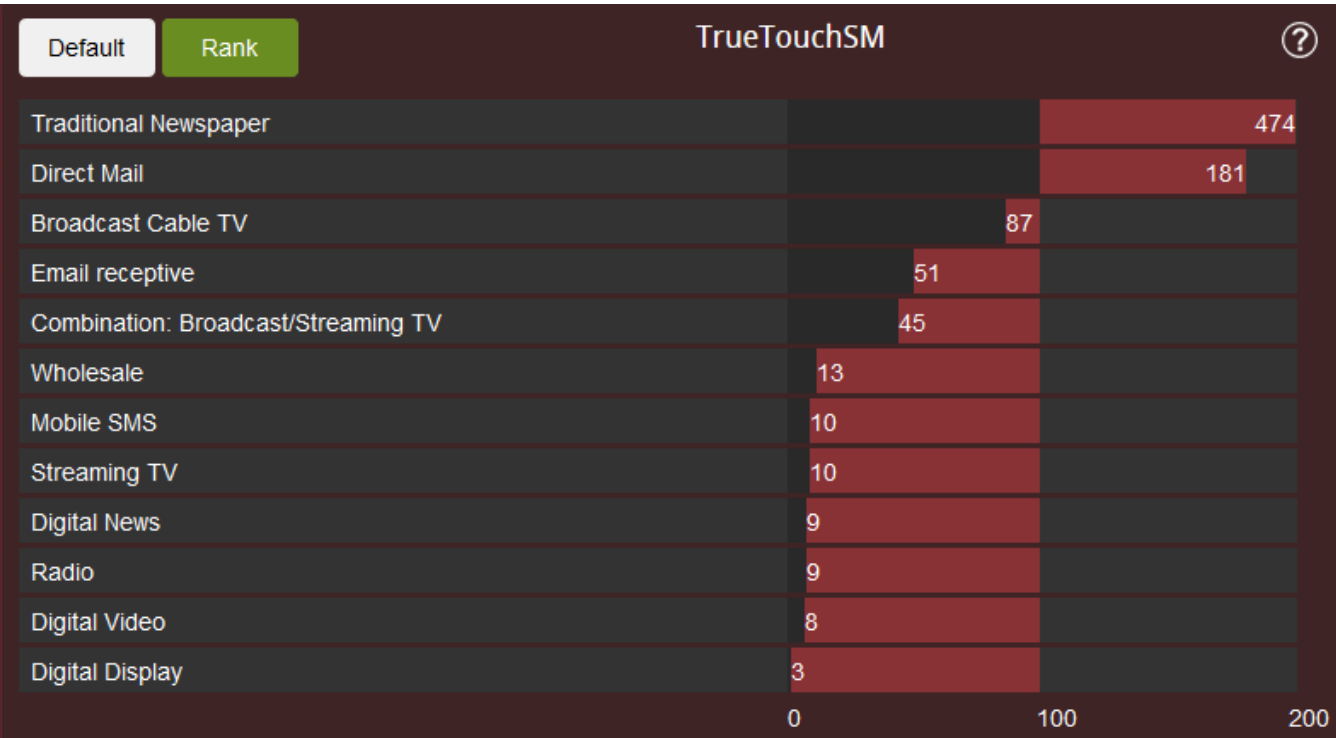 Default Rank TrueTouchSM ?
Traditional Newspaper 474
Direct Mail 181
Broadcast Cable TV 87
Email receptive 51
Combination: Broadcast/Streaming TV 45
Wholesale 13
Mobile SMS 10
Streaming TV 10
Digital News 9
Radio 9
Digital Video 8
Digital Display 3
0 100 200